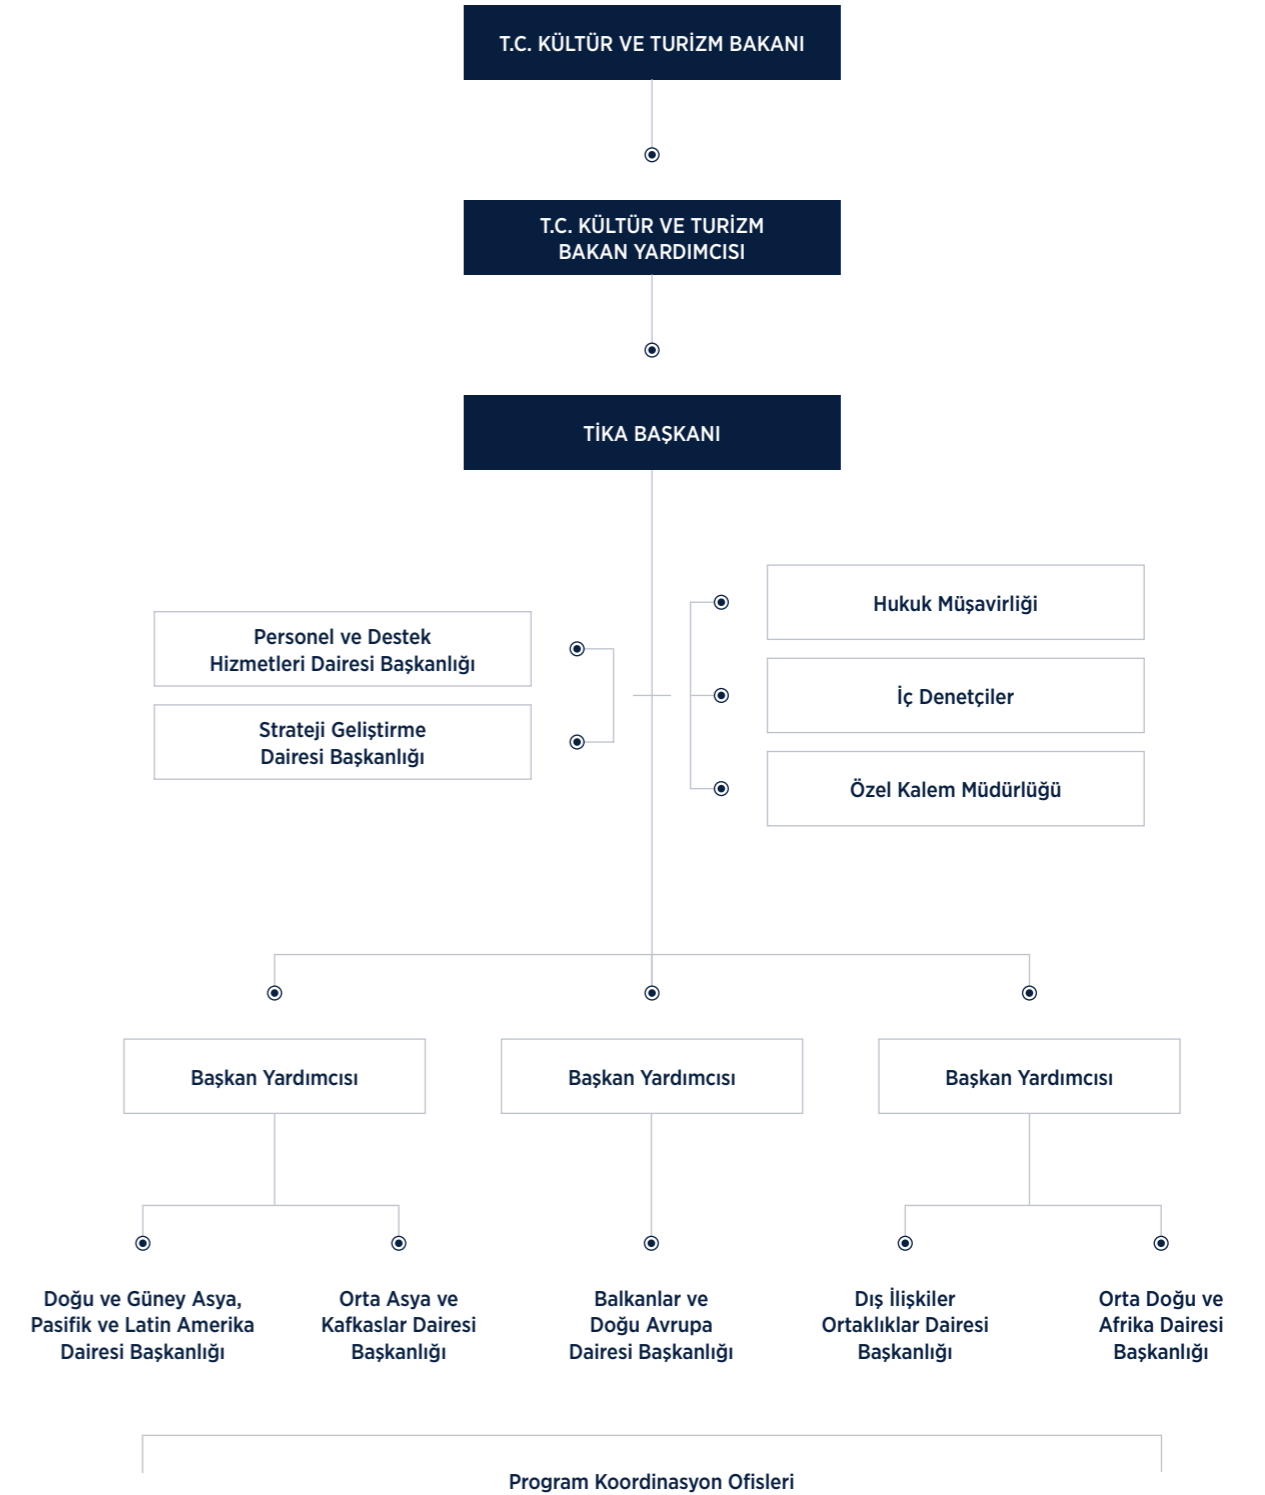 T.C. KÜLTÜR VE TURİZM BAKANI
T.C. KÜLTÜR VE TURİZM
BAKAN YARDIMCISI
TİKA BAŞKANI
Personel ve Destek
Hizmetleri Dairesi Başkanlığı
Strateji Geliştirme
Dairesi Başkanlığı
Hukuk Müşavirliği
İç Denetçiler
Özel Kalem Müdürlüğü
Başkan Yardımcısı
Başkan Yardımcısı
Başkan Yardımcısı
Doğu ve Güney Asya,
Pasifik ve Latin Amerika
Dairesi Başkanlığı
Orta Asya ve
Kafkaslar Dairesi
Başkanlığı
Balkanlar ve
Doğu Avrupa
Dairesi Başkanlığı
Dış İlişkiler
Ortaklıklar Dairesi
Başkanlığı
Orta Doğu ve
Afrika Dairesi
Başkanlığı
Program Koordinasyon Ofisleri